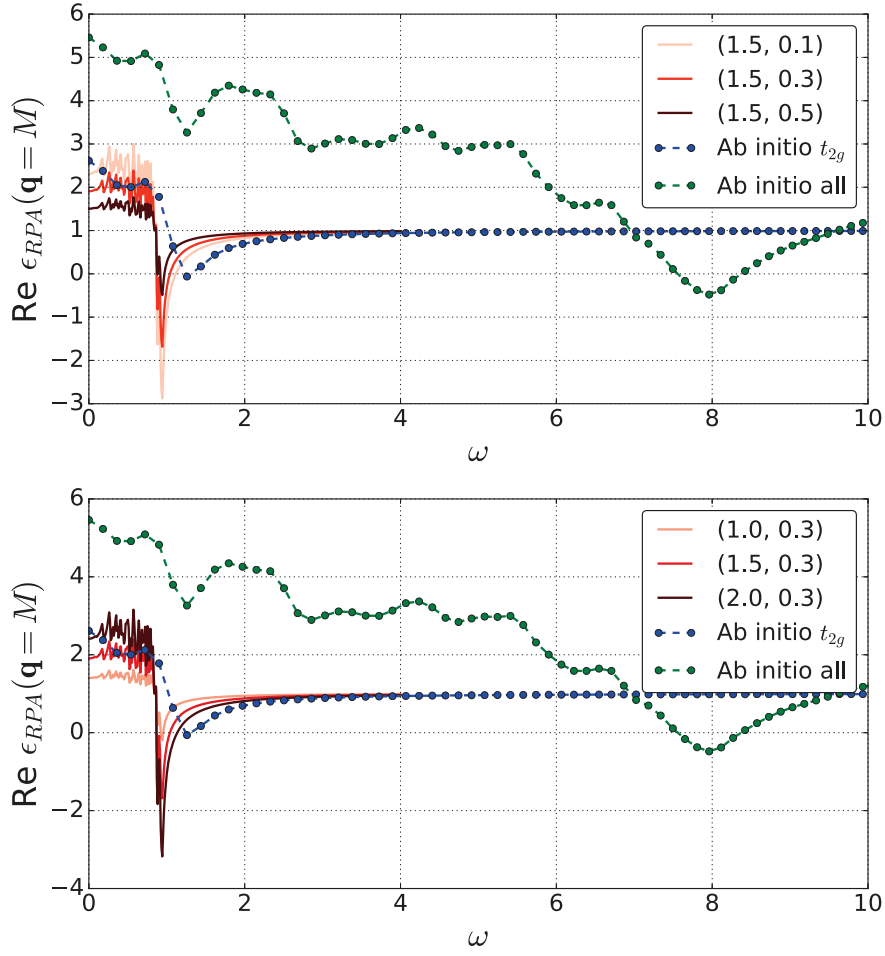 6
5
4
3
2
1
0
−1
−2
−3
Re ϵ_RPA(q = M)
(1.5, 0.1)
(1.5, 0.3)
(1.5, 0.5)
Ab initio t_2g
Ab initio all
0 2 4 6 8 10
ω
6
4
2
0
−2
−4
Re ϵ_RPA(q = M)
(1.0, 0.3)
(1.5, 0.3)
(2.0, 0.3)
Ab initio t_2g
Ab initio all
0 2 4 6 8 10
ω